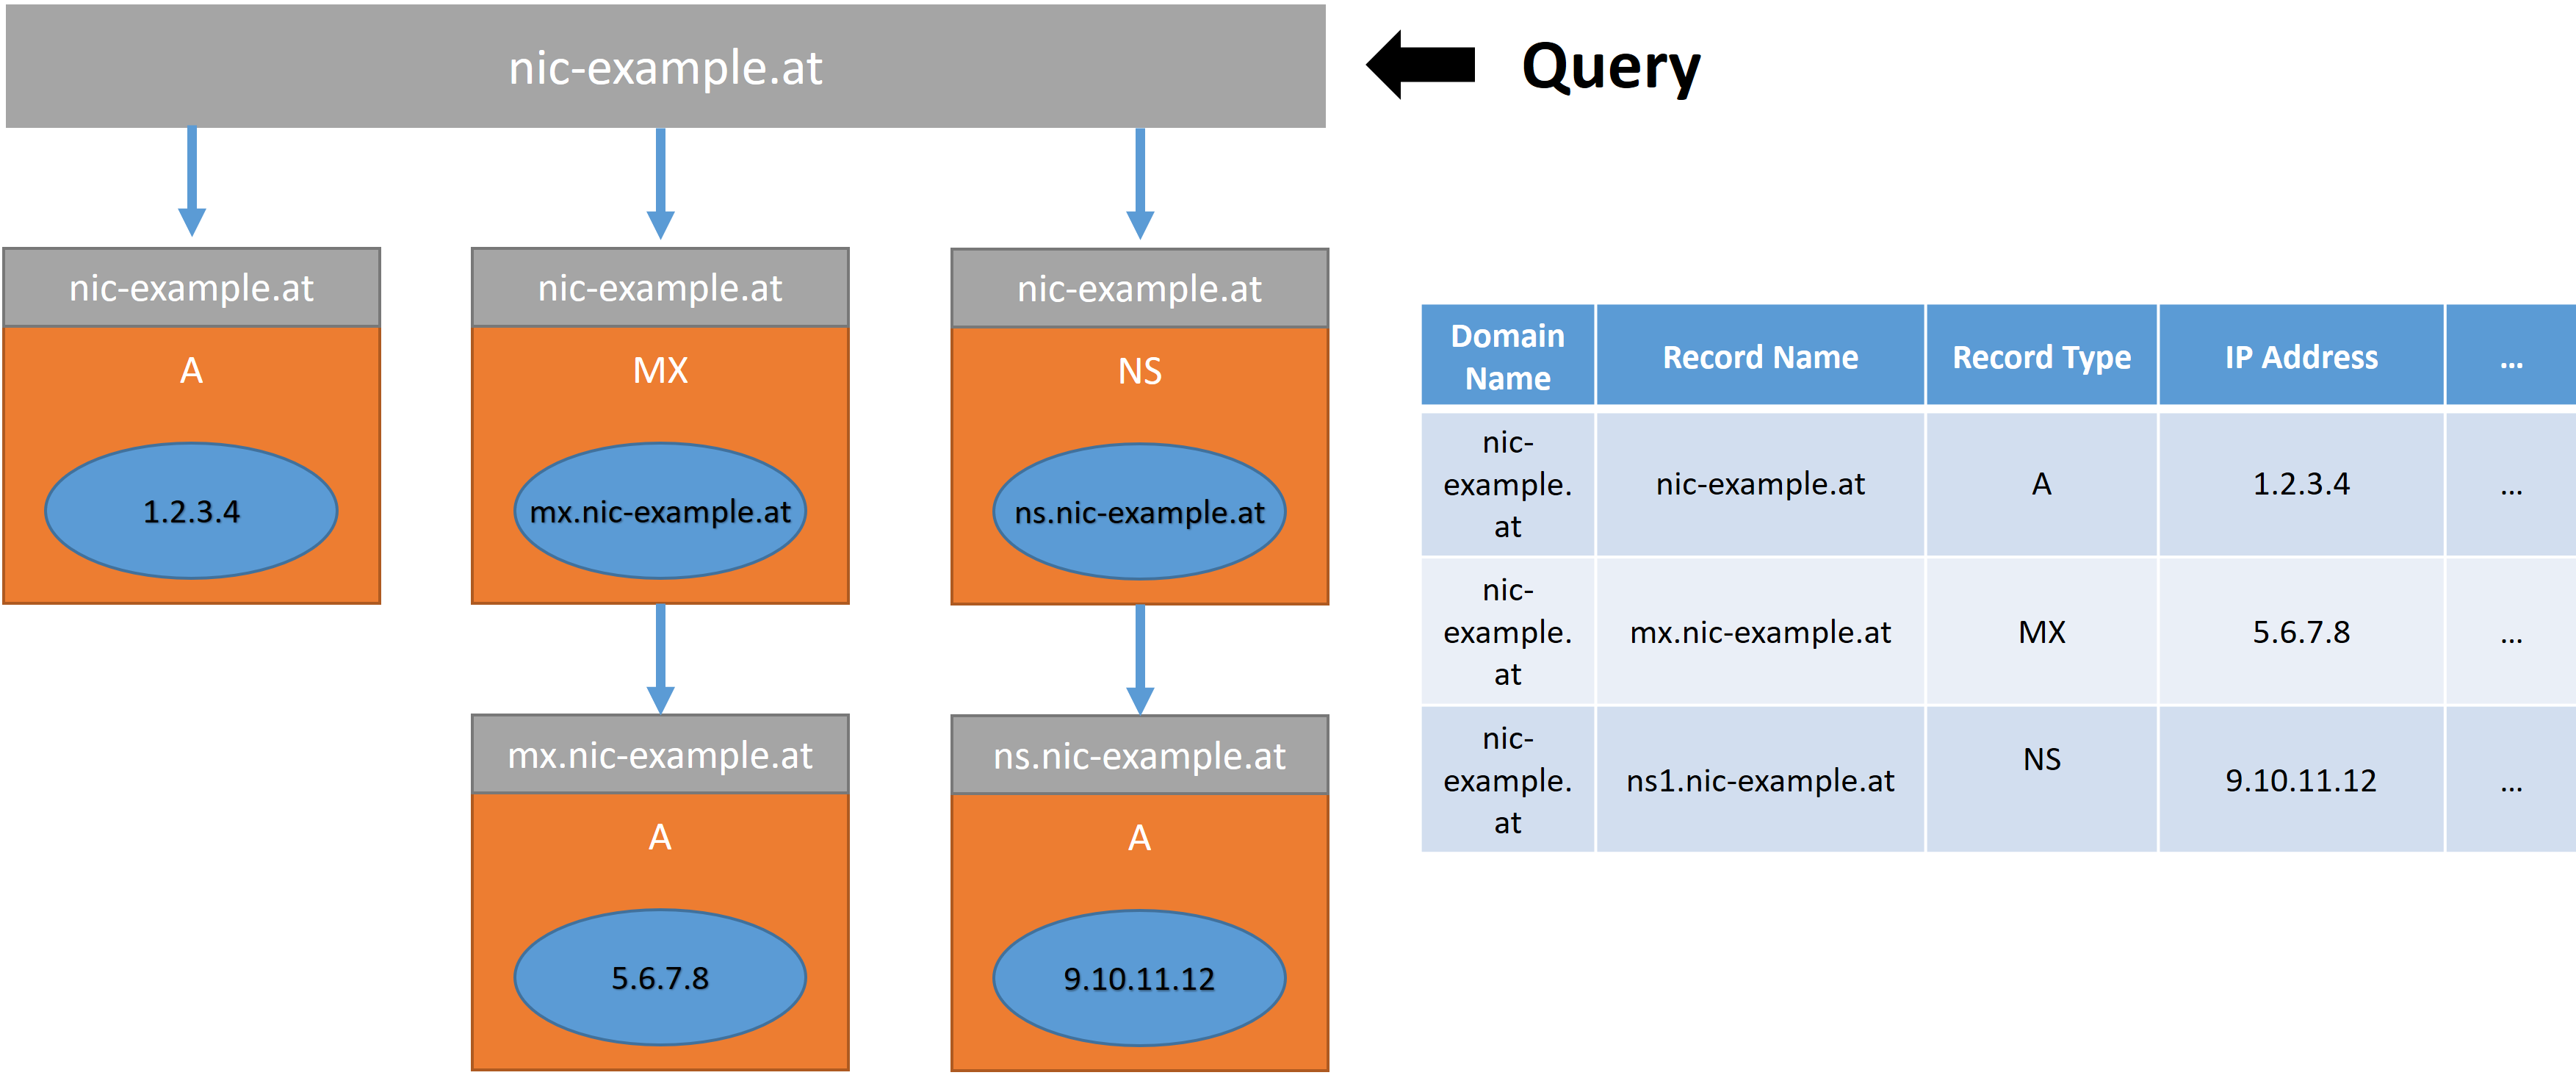 nic-example.at
Query
nic-example.at
nic-example.at
nic-example.at
A
MX
NS
1.2.3.4
mx.nic-example.at
ns.nic-example.at
mx.nic-example.at
ns.nic-example.at
A
A
5.6.7.8
9.10.11.12
Domain
Name
Record Name
Record Type
IP Address
...
nic-
example.
at
nic-example.at
A
1.2.3.4
...
nic-
example.
at
mx.nic-example.at
MX
5.6.7.8
...
nic-
example.
at
ns1.nic-example.at
NS
9.10.11.12
...